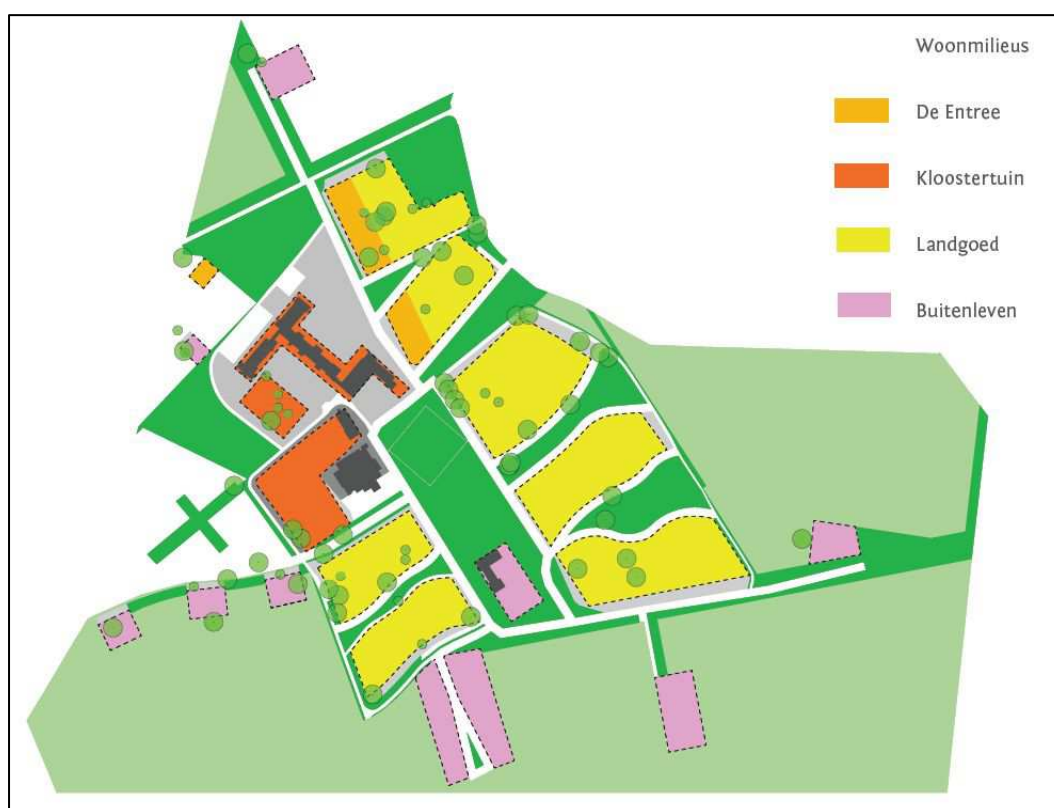 Woonmilieus
De Entree
Kloostertuin
Landgoed
Buitenleven